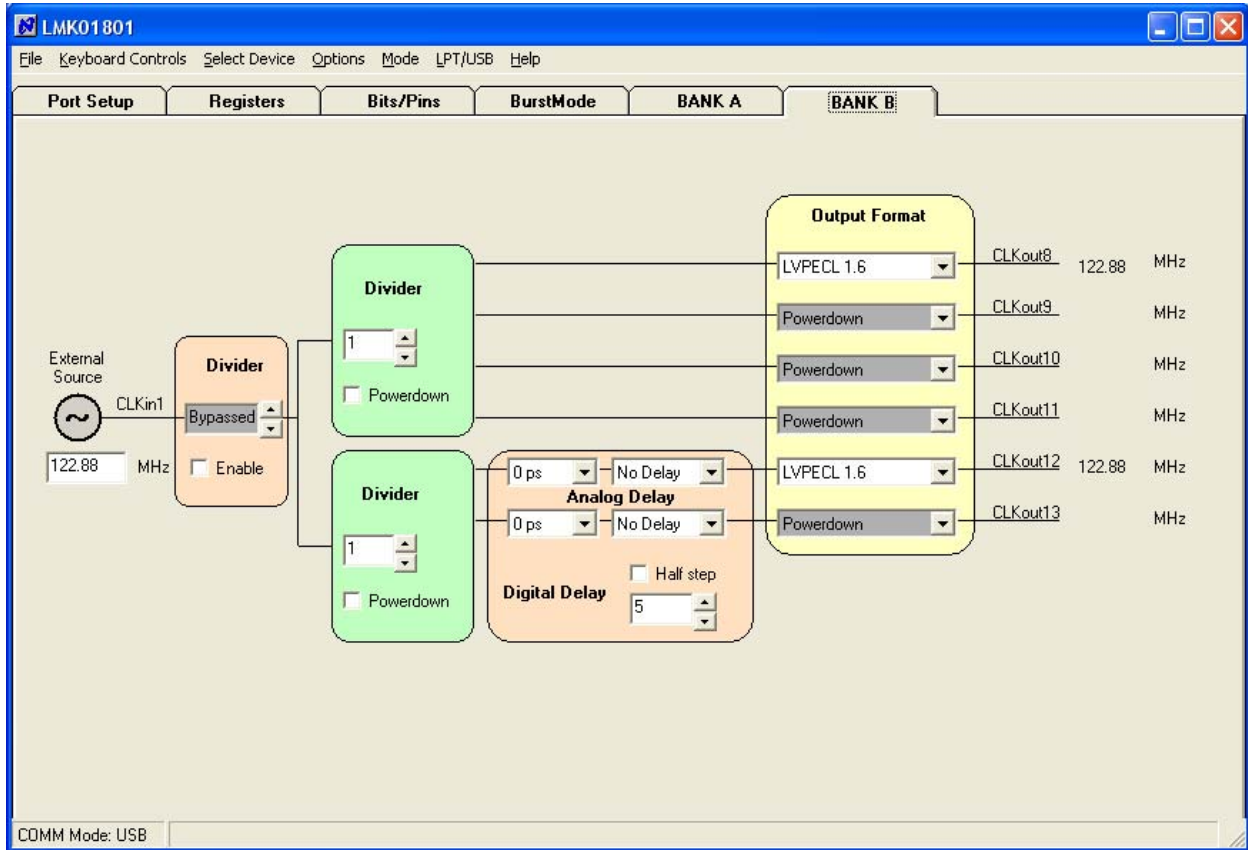 LMK01801
File Keyboard Controls Select Device Options Mode LPT/USB Help
Port Setup Registers Bits/Pins BurstMode BANK A BANK B
Output Format
LVPECL 1.6 CLKout8 122.88 MHz
Divider
Powerdown CLKout9 MHz
1
External Source
Divider
Powerdown CLKout10 MHz
CLKin1
Bypassed
Powerdown
Powerdown CLKout11 MHz
122.88 MHz
Enable
0 ps No Delay LVPECL 1.6 CLKout12 122.88 MHz
Divider
Analog Delay
0 ps No Delay Powerdown CLKout13 MHz
1
Half step
Powerdown
Digital Delay
5
COMM Mode: USB